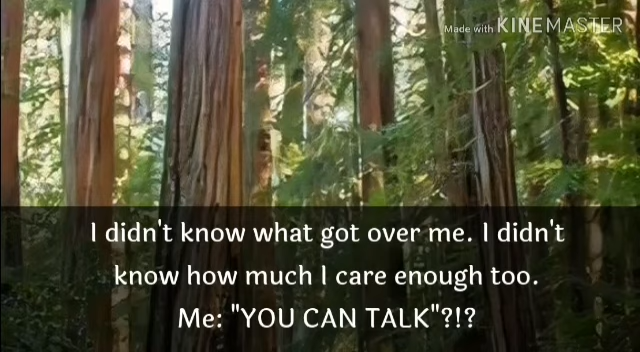 Made with KINEMASTER
I didn't know what got over me. I didn't
know how much I care enough too.
Me: "YOU CAN TALK"?!?